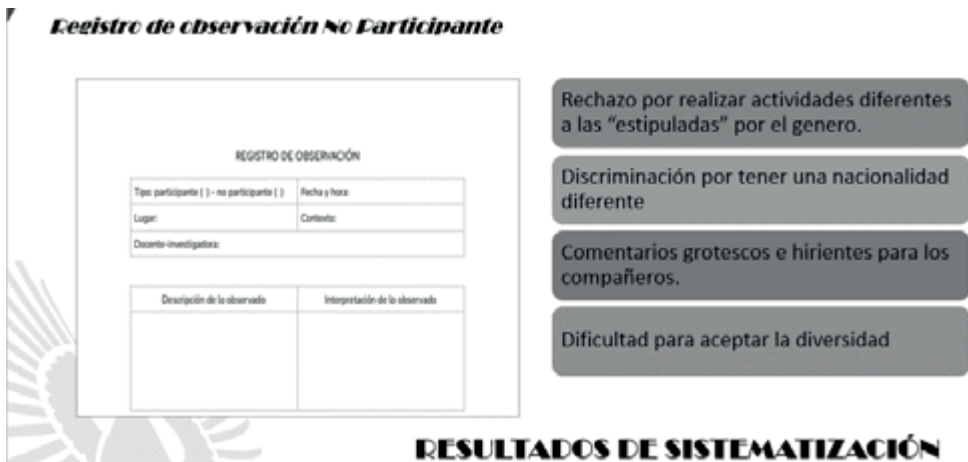 Registro de observación No Participante
REGISTRO DE OBSERVACIÓN
Tipo: participante ( ) - no participante ( )
Fecha y hora:
Lugar:
Contexto:
Docente-investigadora:
Descripción de lo observado
Interpretación de lo observado
Rechazo por realizar actividades diferentes
a las “estipuladas” por el genero.
Discriminación por tener una nacionalidad
diferente
Comentarios grotescos e hirientes para los
compañeros.
Dificultad para aceptar la diversidad
RESULTADOS DE SISTEMATIZACIÓN